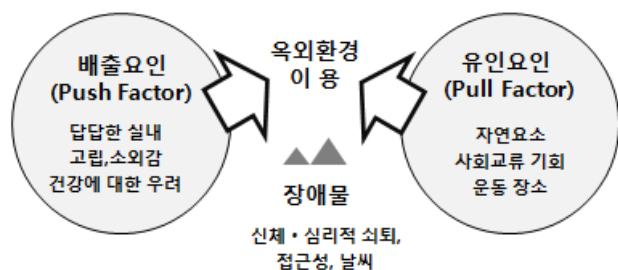 배출요인
(Push Factor)
답답한 실내
고립,소외감
건강에 대한 우려
옥외환경
이 용
장애물
신체・심리적 쇠퇴,
접근성, 날씨
유인요인
(Pull Factor)
자연요소
사회교류 기회
운동 장소